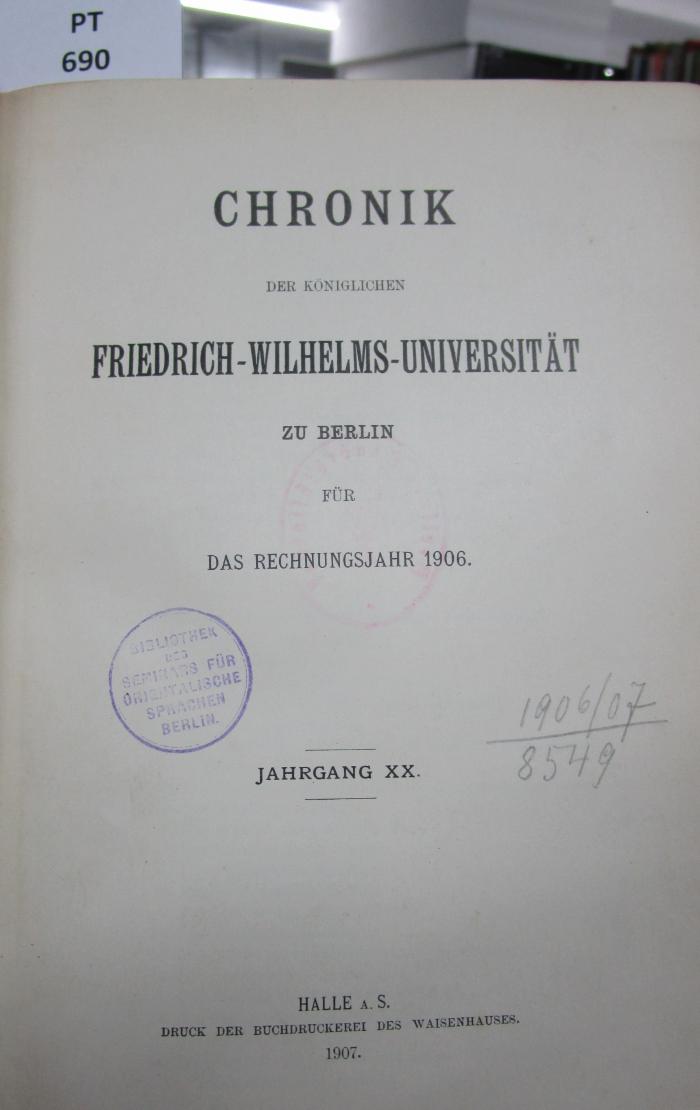 PT
690
CHRONIK
DER KÖNIGLICHEN
FRIEDRICH-WILHELMS-UNIVERSITÄT
ZU BERLIN
FÜR
DAS RECHNUNGSJAHR 1906.
BIBLIOTHEK
DES
SEMINARS FÜR
ORIENTALISCHE
SPRACHEN
BERLIN.
1906/07
8549
JAHRGANG XX.
HALLE A. S.
DRUCK DER BUCHDRUCKEREI DES WAISENHAUSES.
1907.